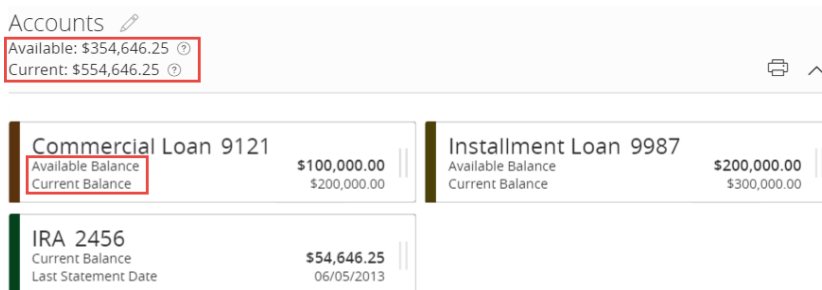 Accounts
Available: $354,646.25
Current: $554,646.25
Commercial Loan 9121
Available Balance $100,000.00
Current Balance $200,000.00
Installment Loan 9987
Available Balance $200,000.00
Current Balance $300,000.00
IRA 2456
Current Balance $54,646.25
Last Statement Date 06/05/2013